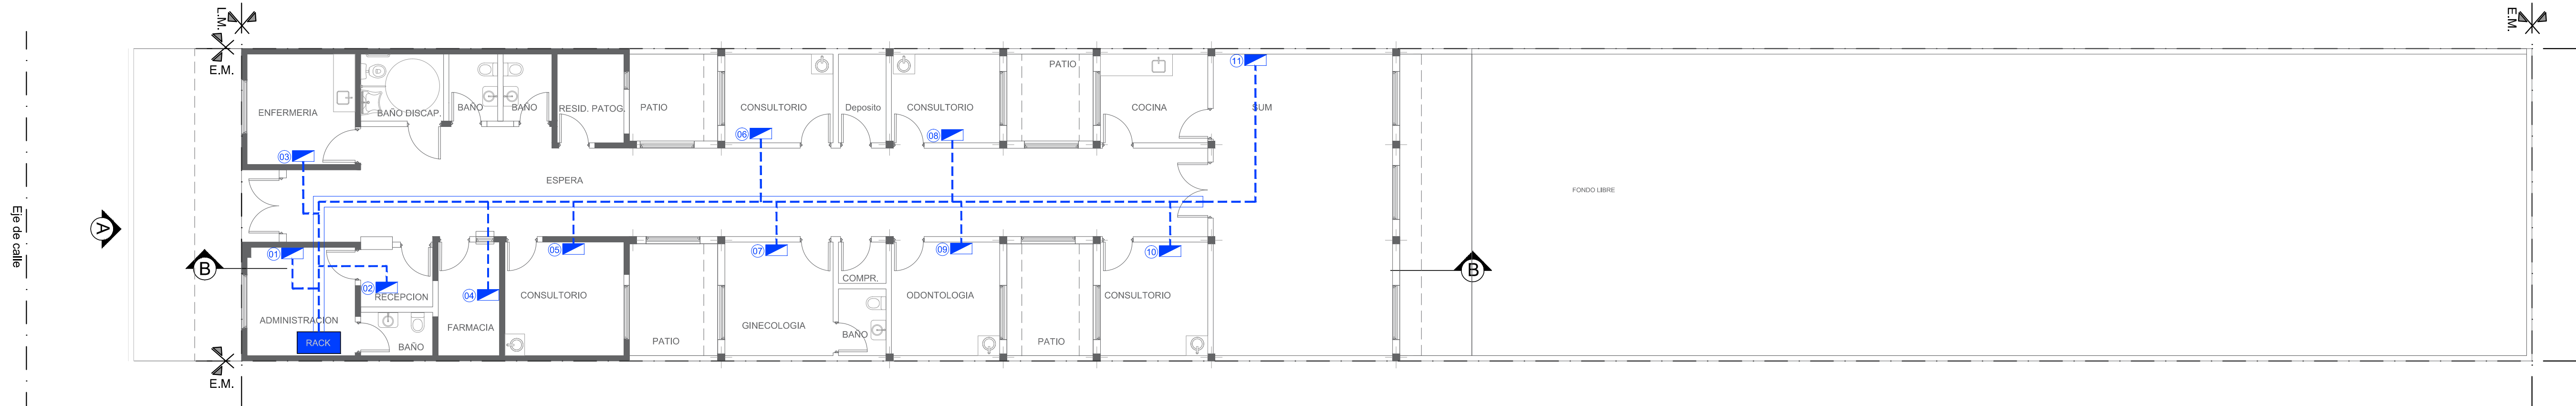 L.M.
E.M.
E.M.
PATIO
11
ENFERMERIA
BAÑO DISCAP.
BAÑO
BAÑO
RESID. PATOG.
PATIO
CONSULTORIO
Deposito
CONSULTORIO
COCINA
SUM
03
06
08
ESPERA
FONDO LIBRE
Eje de calle
A
B
01
02
RECEPCION
04
05
CONSULTORIO
07
COMPR.
09
ODONTOLOGIA
10
CONSULTORIO
B
ADMINISTRACION
FARMACIA
GINECOLOGIA
BAÑO
RACK
BAÑO
PATIO
PATIO
E.M.